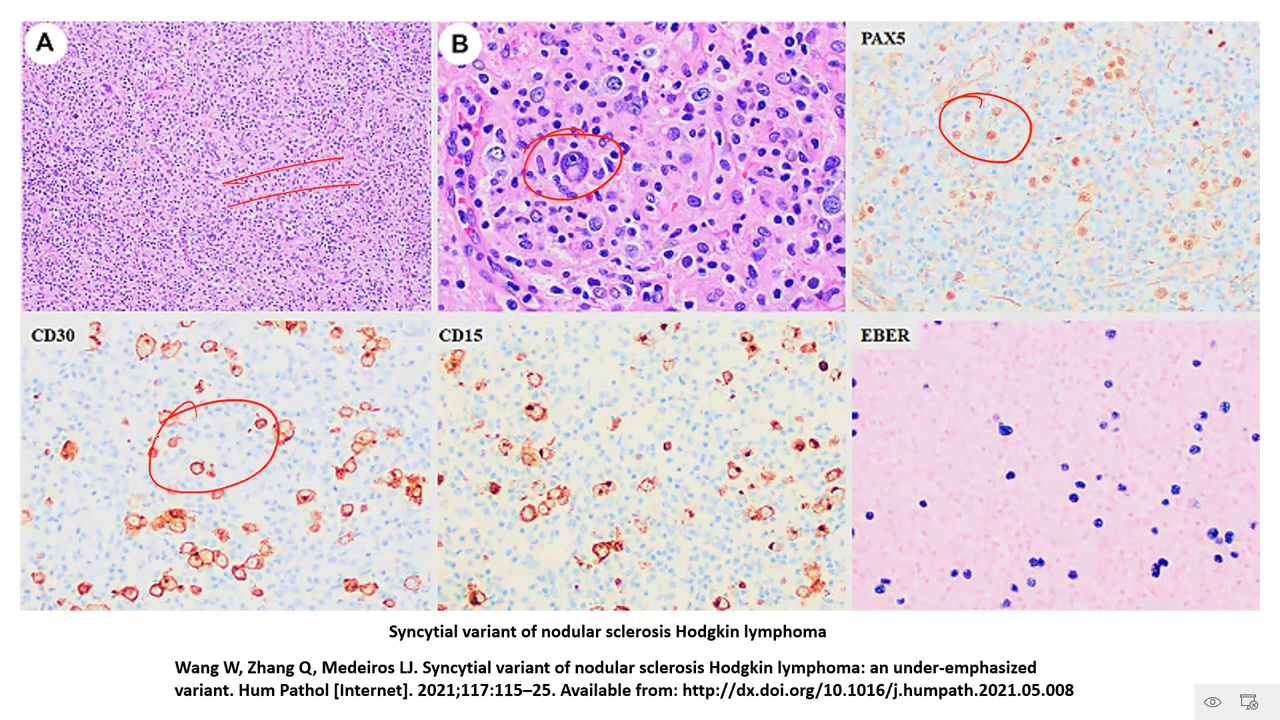 A
B
PAX5
CD30
CD15
EBER
Syncytial variant of nodular sclerosis Hodgkin lymphoma
Wang W, Zhang Q, Medeiros LJ. Syncytial variant of nodular sclerosis Hodgkin lymphoma: an under-emphasized
variant. Hum Pathol [Internet]. 2021;117:115–25. Available from: http://dx.doi.org/10.1016/j.humpath.2021.05.008